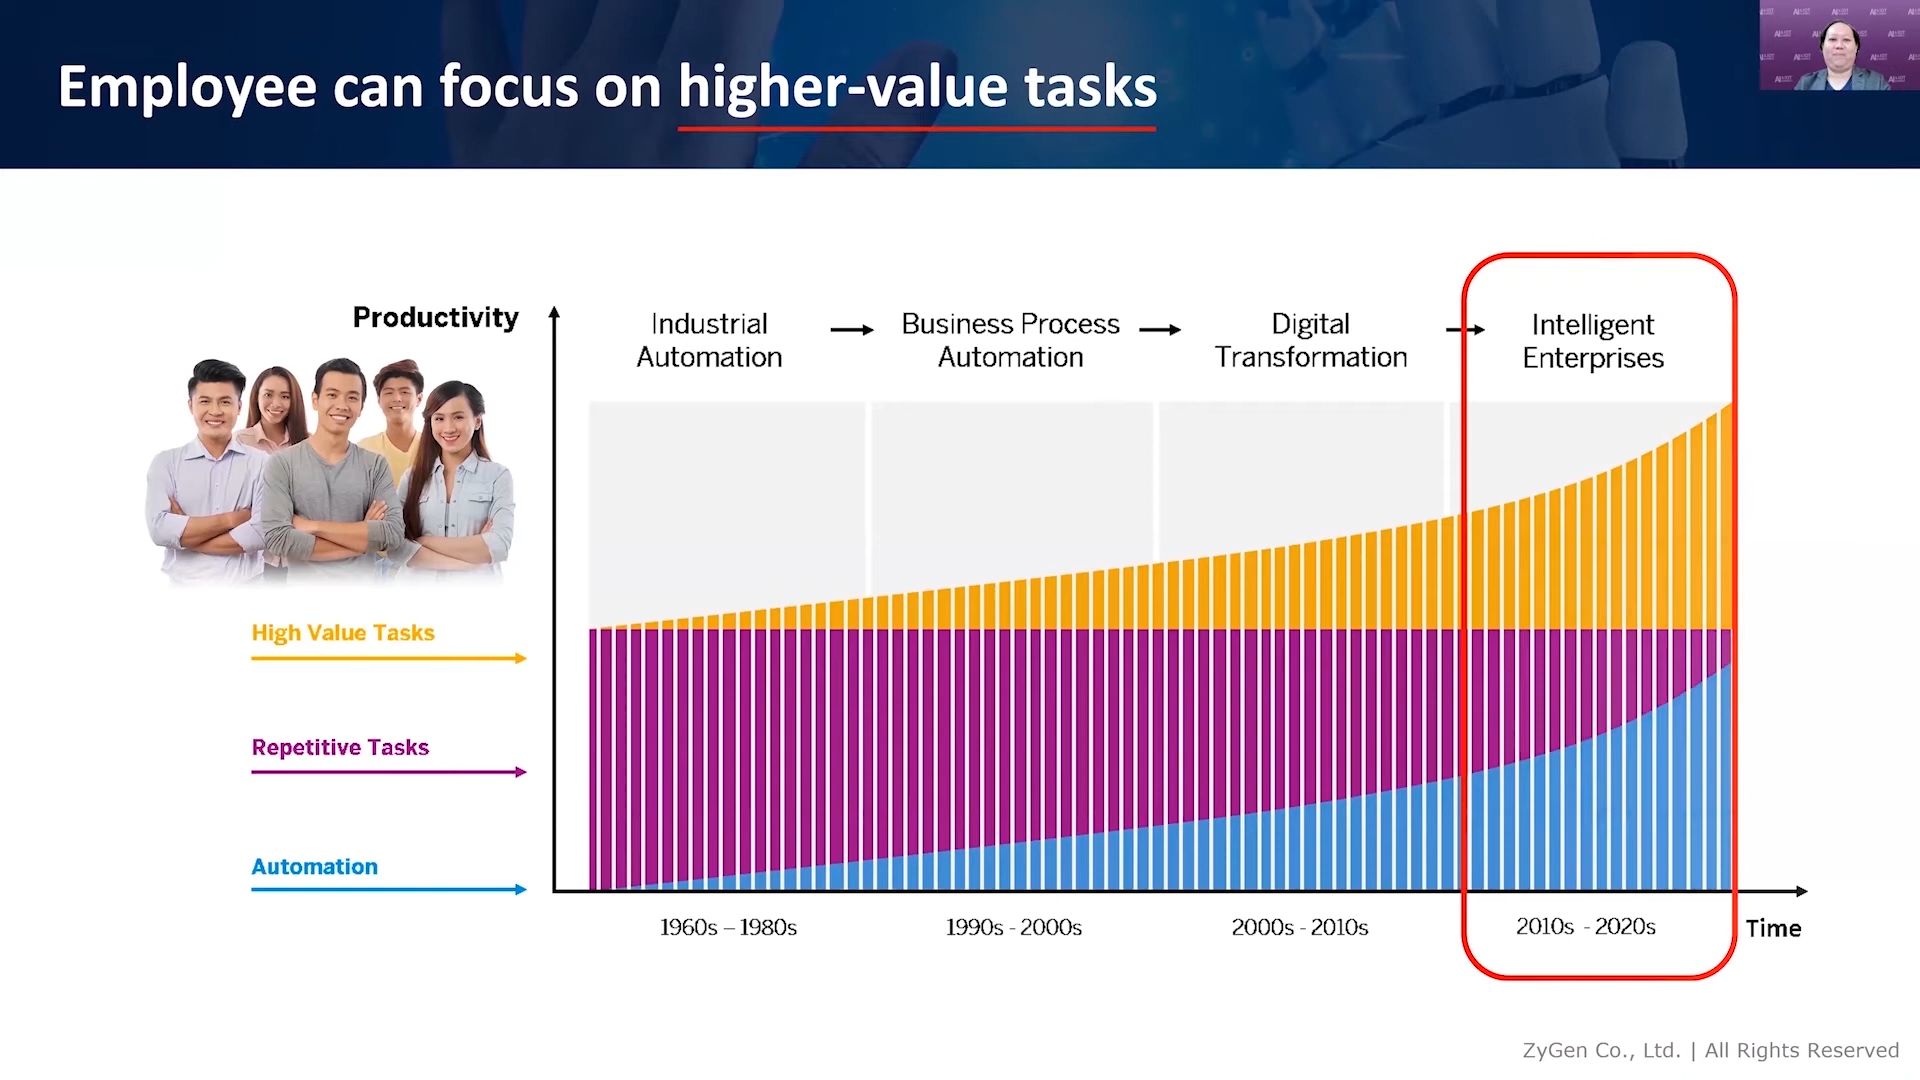 Employee can focus on higher-value tasks
Productivity
Industrial
Automation
Business Process
Automation
Digital
Transformation
Intelligent
Enterprises
High Value Tasks
Repetitive Tasks
Automation
1960s – 1980s
1990s - 2000s
2000s - 2010s
2010s - 2020s
Time
ZyGen Co., Ltd. | All Rights Reserved